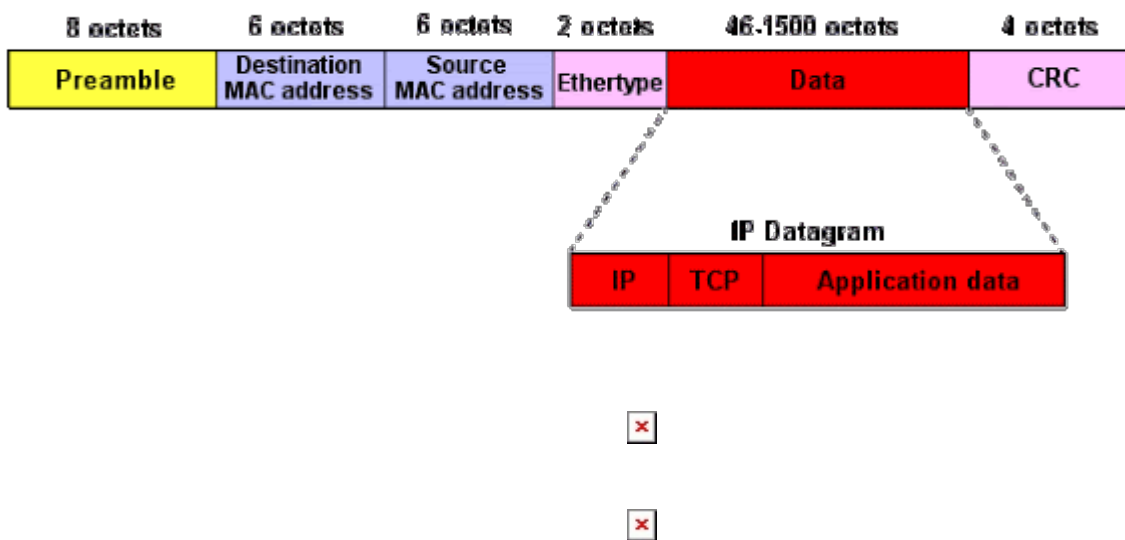 8 octets 6 octets 6 octets 2 octets 46-1500 octets 4 octets
Preamble Destination MAC address Source MAC address Ethertype Data CRC
IP Datagram
IP TCP Application data